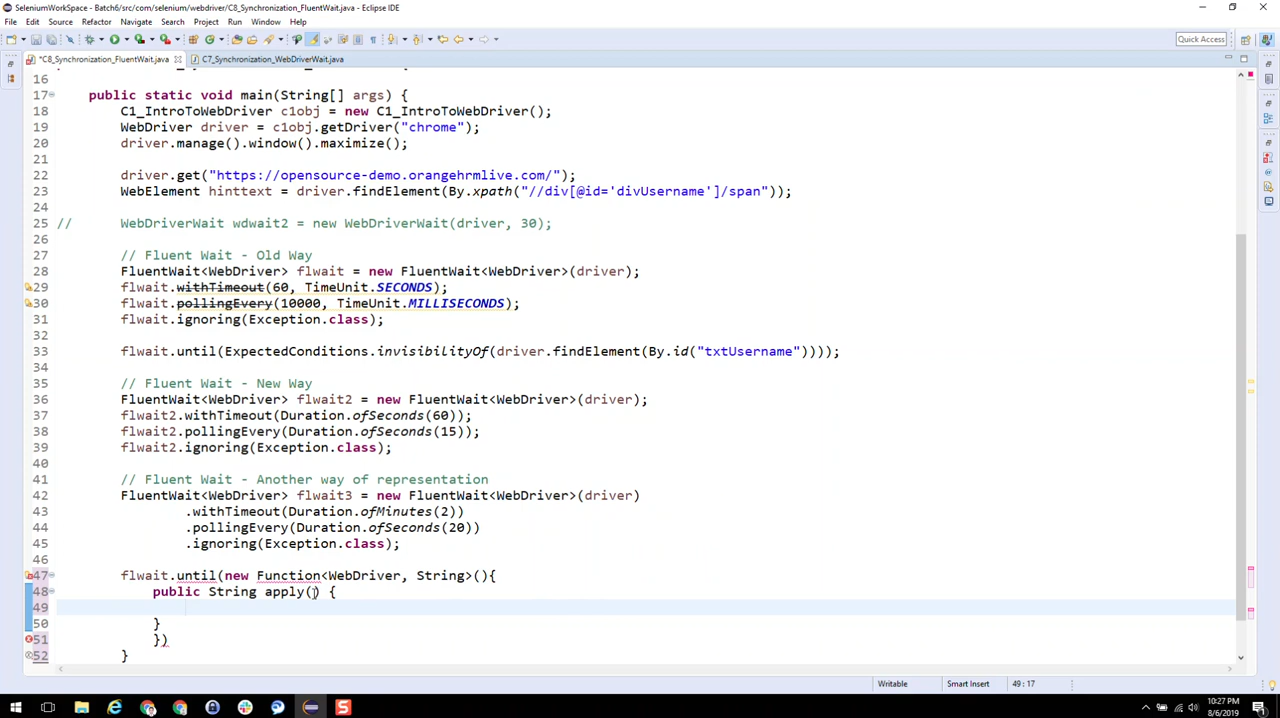 SeleniumWorkSpace - Batch6/src/com/selenium/webdriver/C8_Synchronization_FluentWait.java - Eclipse IDE
File Edit Source Refactor Navigate Search Project Run Window Help
Quick Access
*C8_Synchronization_FluentWait.java C7_Synchronization_WebDriverWait.java
16
17 public static void main(String[] args) {
18 C1_IntroToWebDriver c1obj = new C1_IntroToWebDriver();
19 WebDriver driver = c1obj.getDriver("chrome");
20 driver.manage().window().maximize();
21
22 driver.get("https://opensource-demo.orangehrmlive.com/");
23 WebElement hinttext = driver.findElement(By.xpath("//div[@id='divUsername']/span"));
24
25 // WebDriverWait wdwait2 = new WebDriverWait(driver, 30);
26
27 // Fluent Wait - Old Way
28 FluentWait<WebDriver> flwait = new FluentWait<WebDriver>(driver);
29 flwait.withTimeout(60, TimeUnit.SECONDS);
30 flwait.pollingEvery(10000, TimeUnit.MILLISECONDS);
31 flwait.ignoring(Exception.class);
32
33 flwait.until(ExpectedConditions.invisibilityOf(driver.findElement(By.id("txtUsername"))));
34
35 // Fluent Wait - New Way
36 FluentWait<WebDriver> flwait2 = new FluentWait<WebDriver>(driver);
37 flwait2.withTimeout(Duration.ofSeconds(60));
38 flwait2.pollingEvery(Duration.ofSeconds(15));
39 flwait2.ignoring(Exception.class);
40
41 // Fluent Wait - Another way of representation
42 FluentWait<WebDriver> flwait3 = new FluentWait<WebDriver>(driver)
43 .withTimeout(Duration.ofMinutes(2))
44 .pollingEvery(Duration.ofSeconds(20))
45 .ignoring(Exception.class);
46
47 flwait.until(new Function<WebDriver, String>(){
48 public String apply() {
49
50 }
51 })
52 }
Writable Smart Insert 49 : 17
10:27 PM
8/6/2019